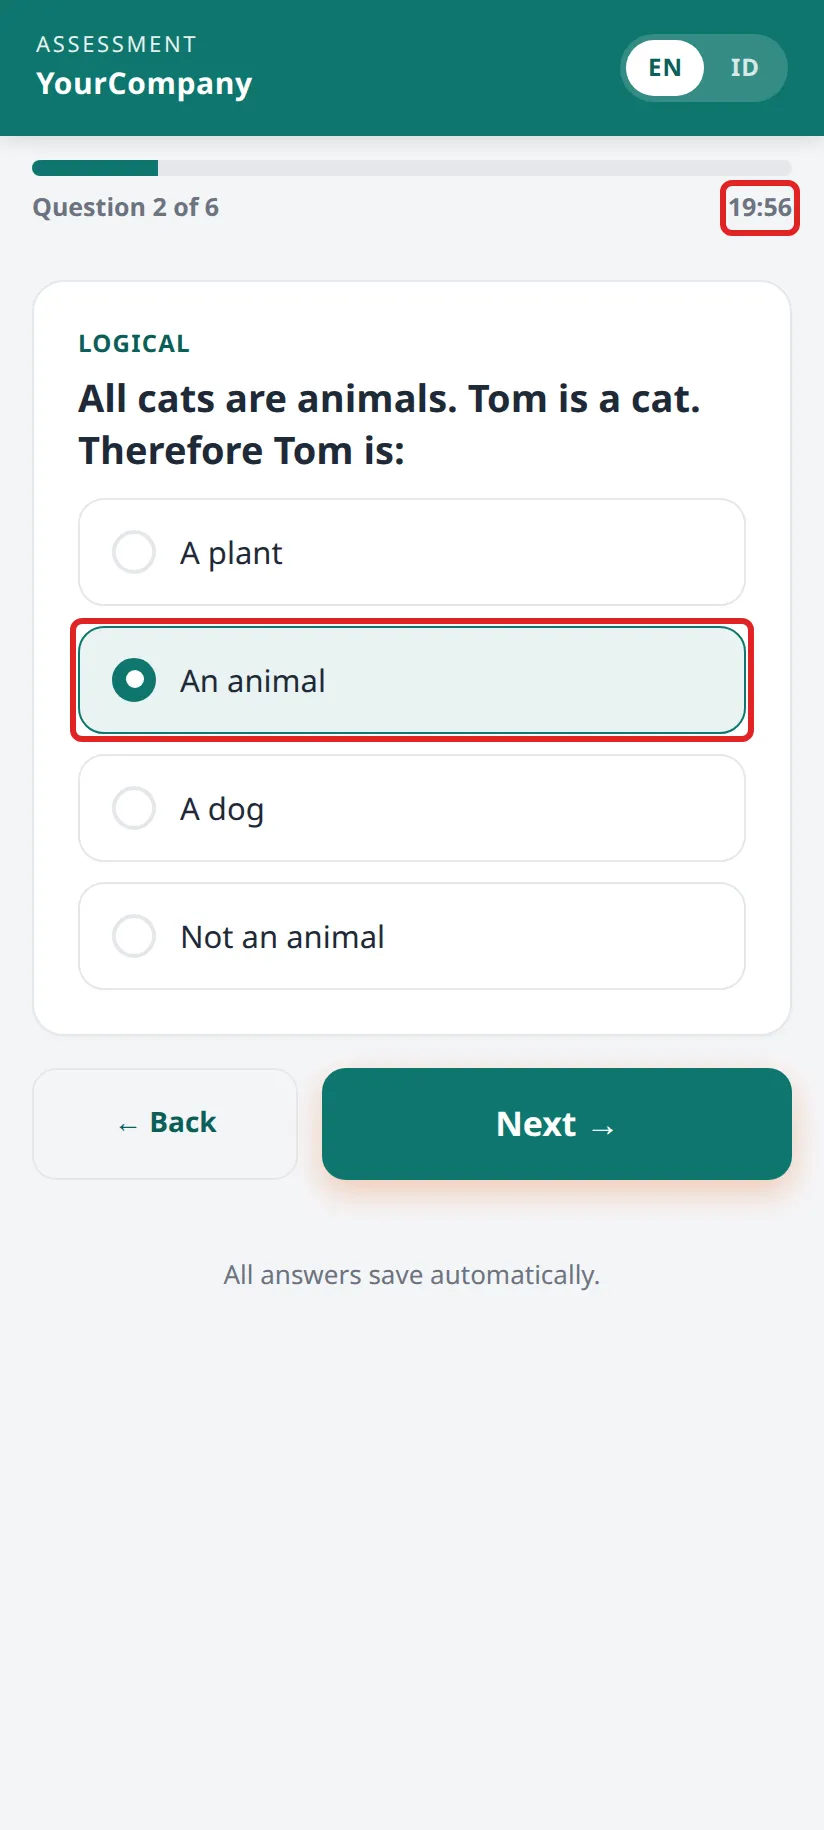 ASSESSMENT
YourCompany
EN ID
Question 2 of 6
19:56
LOGICAL
All cats are animals. Tom is a cat.
Therefore Tom is:
A plant
An animal
A dog
Not an animal
← Back
Next →
All answers save automatically.